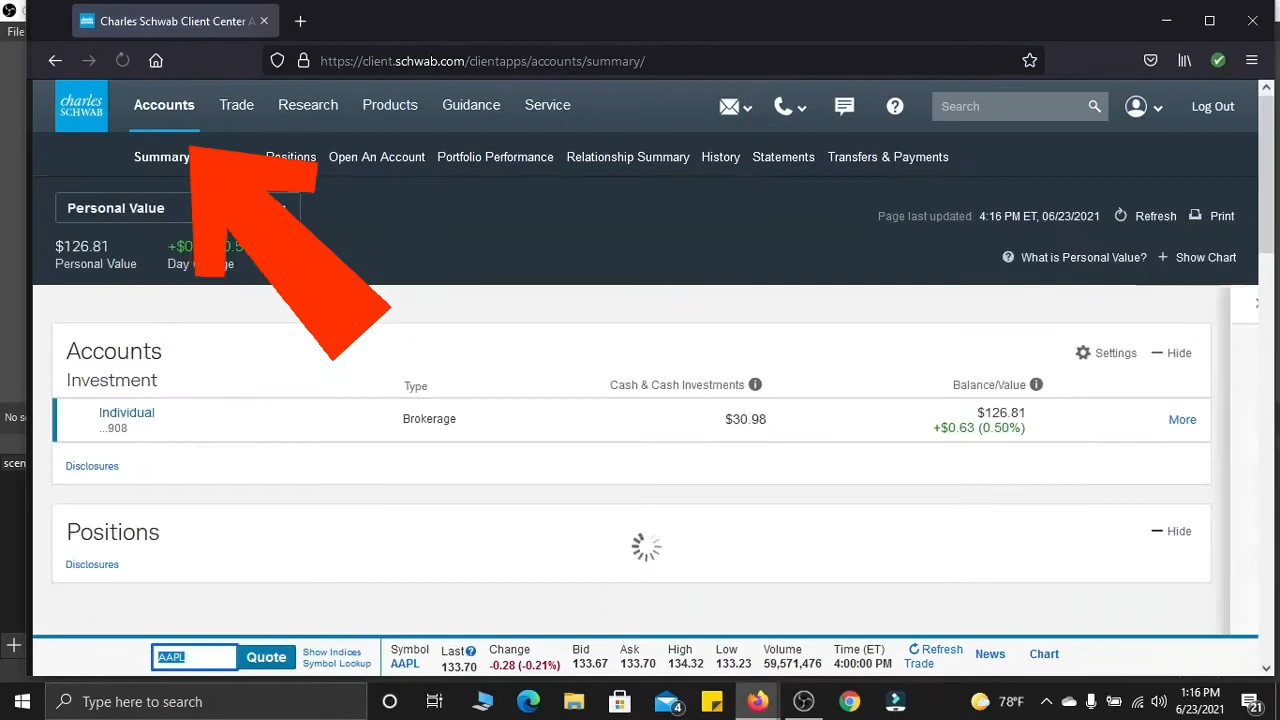 Charles Schwab Client Center A
File
https://client.schwab.com/clientapps/accounts/summary/
charles SCHWAB
Accounts Trade Research Products Guidance Service
Search
Log Out
Summary Positions Open An Account Portfolio Performance Relationship Summary History Statements Transfers & Payments
Personal Value
Page last updated 4:16 PM ET, 06/23/2021 Refresh Print
$126.81
Personal Value
Day
What is Personal Value? + Show Chart
Accounts
Settings Hide
Investment
Type Cash & Cash Investments Balance/Value
Individual
...908
Brokerage
$30.98
$126.81
+$0.63 (0.50%)
More
Disclosures
No s
scen
Positions
Hide
Disclosures
AAPL
Quote
Show Indices
Symbol Lookup
Symbol Last Change Bid Ask High Low Volume Time (ET) Refresh
AAPL 133.70 -0.28 (-0.21%) 133.67 133.70 134.32 133.23 59,571,476 4:00:00 PM Trade
News Chart
Type here to search
4
78°F
1:16 PM
6/23/2021
21